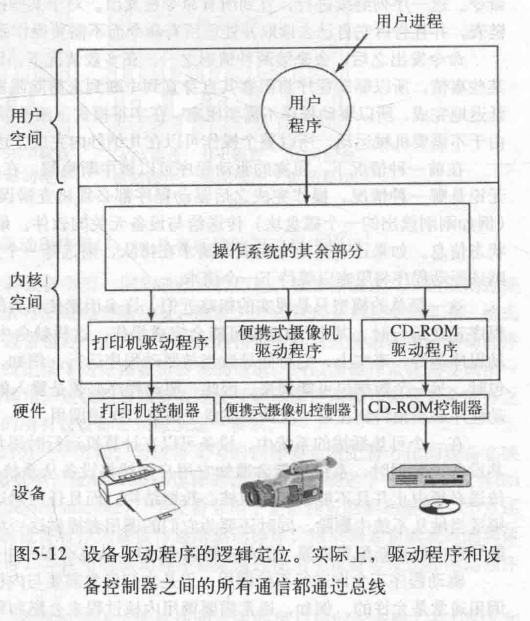 用户进程
用户
空间
用户
程序
操作系统的其余部分
内核
空间
打印机驱动程序
便携式摄像机
驱动程序
CD-ROM
驱动程序
硬件
打印机控制器
便携式摄像机控制器
CD-ROM控制器
设备
图5-12 设备驱动程序的逻辑定位。实际上，驱动程序和设
备控制器之间的所有通信都通过总线